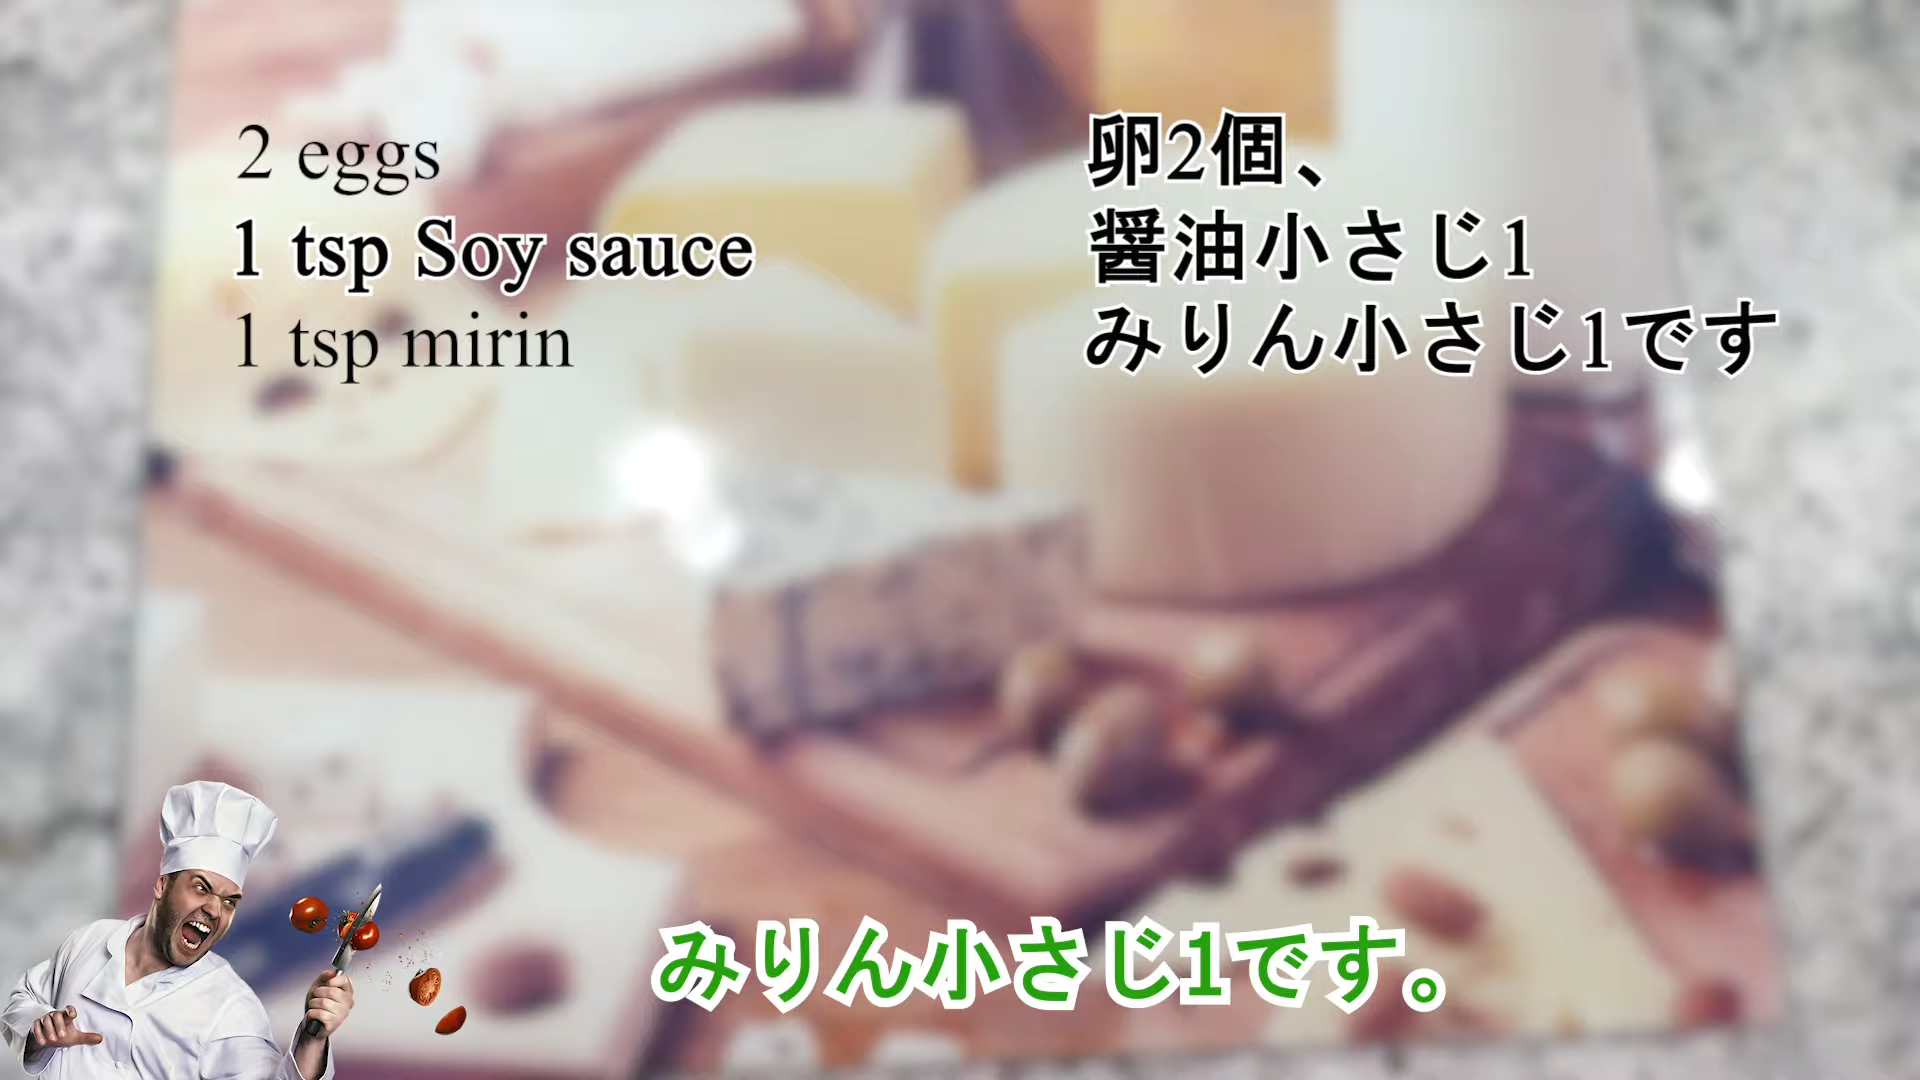 2 eggs
1 tsp Soy sauce
1 tsp mirin
卵2個、
醤油小さじ1
みりん小さじ1です
みりん小さじ1です。